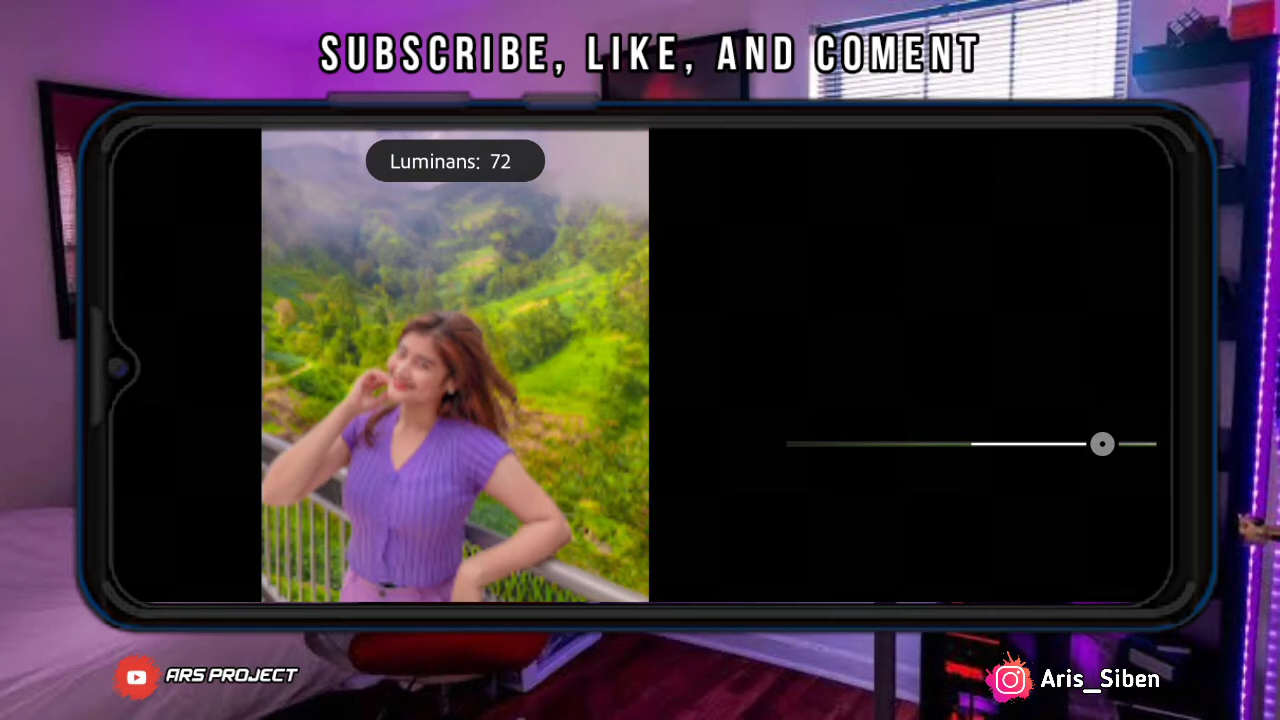 SUBSCRIBE, LIKE, AND COMENT
Luminans: 72
ARS PROJECT
Aris_Siben